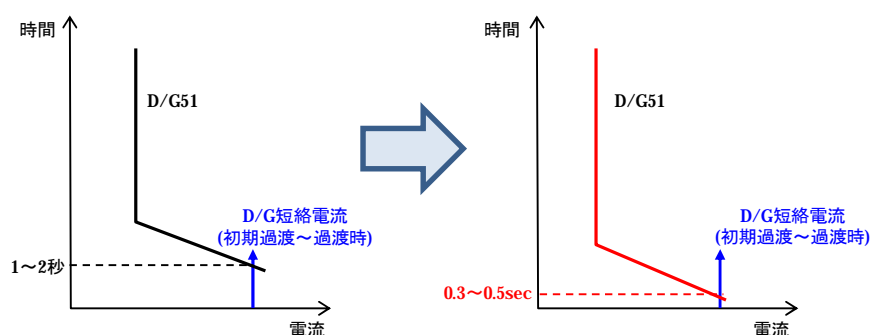 時間
D/G51
D/G短絡電流
(初期過渡～過渡時)
1～2秒
電流
時間
D/G51
D/G短絡電流
(初期過渡～過渡時)
0.3～0.5sec
電流